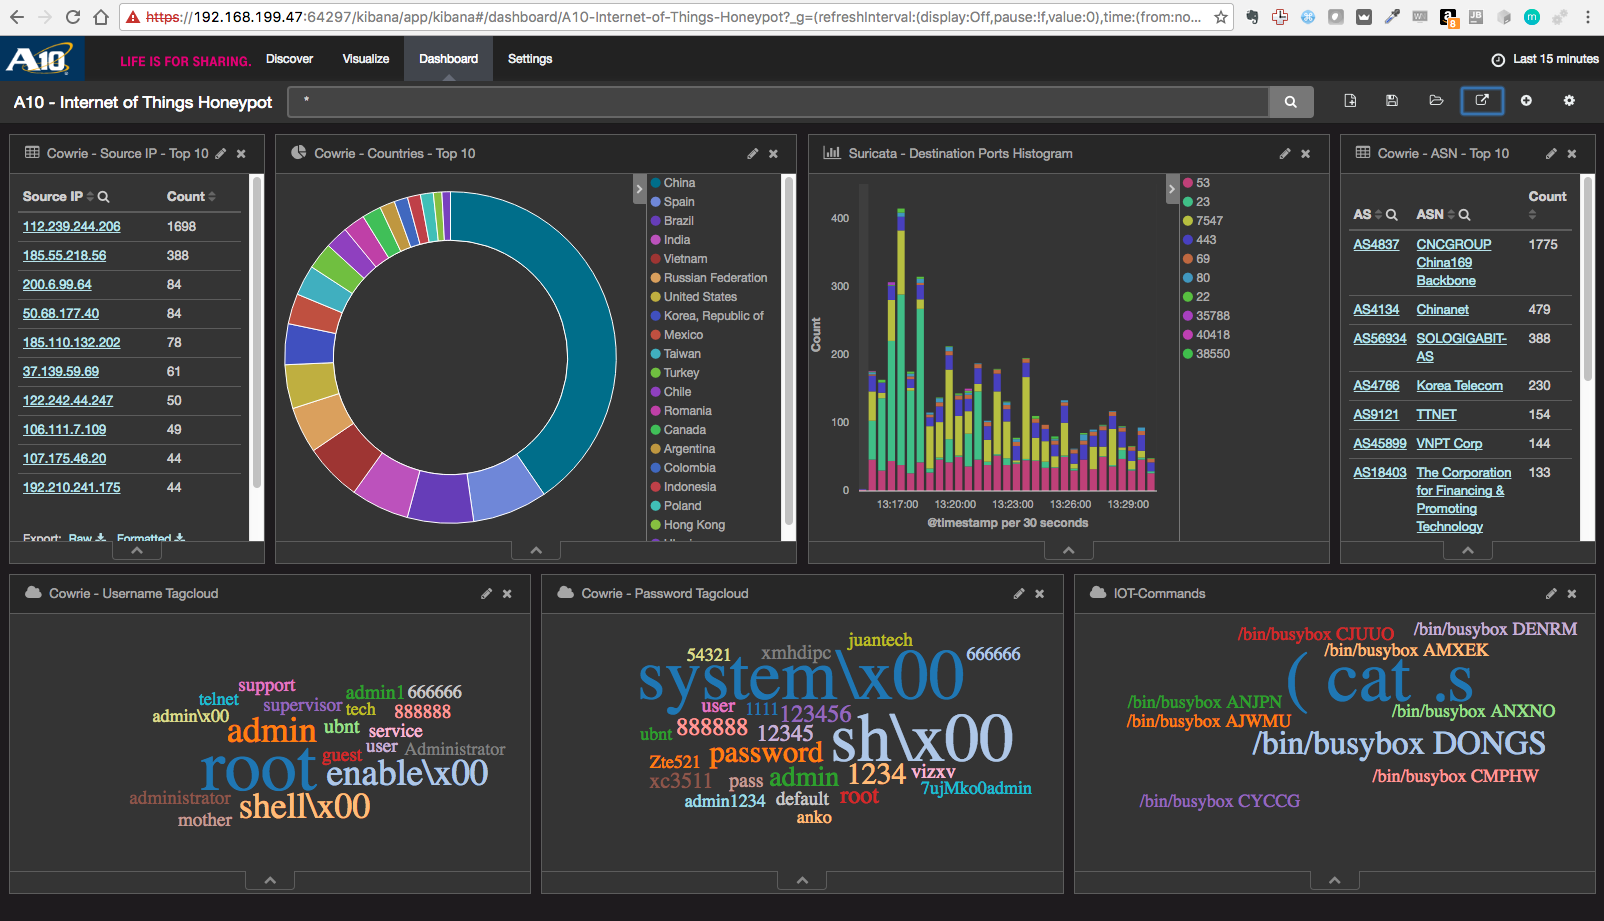 https://192.168.199.47:64297/kibana/app/kibana#/dashboard/A10-Internet-of-Things-Honeypot?_g=(refreshInterval:(display:Off,pause:!f,value:0),time:(from:no...
A10
LIFE IS FOR SHARING.
Discover
Visualize
Dashboard
Settings
Last 15 minutes
A10 - Internet of Things Honeypot
*
Cowrie - Source IP - Top 10
Source IP Count
112.239.244.206 1698
185.55.218.56 388
200.6.99.64 84
50.68.177.40 84
185.110.132.202 78
37.139.59.69 61
122.242.44.247 50
106.111.7.109 49
107.175.46.20 44
192.210.241.175 44
Export: Raw Formatted
Cowrie - Countries - Top 10
China
Spain
Brazil
India
Vietnam
Russian Federation
United States
Korea, Republic of
Mexico
Taiwan
Turkey
Chile
Romania
Canada
Argentina
Colombia
Indonesia
Poland
Hong Kong
Suricata - Destination Ports Histogram
Count
400
300
200
100
0
13:17:00 13:20:00 13:23:00 13:26:00 13:29:00
@timestamp per 30 seconds
53
23
7547
443
69
80
22
35788
40418
38550
Cowrie - ASN - Top 10
AS ASN Count
AS4837 CNCGROUP 1775
China169
Backbone
AS4134 Chinanet 479
AS56934 SOLOGIGABIT- 388
AS
AS4766 Korea Telecom 230
AS9121 TTNET 154
AS45899 VNPT Corp 144
AS18403 The Corporation 133
for Financing &
Promoting
Technology
Cowrie - Username Tagcloud
support
telnet
supervisor
admin1
666666
admin\x00
tech
888888
admin
ubnt
service
user
Administrator
guest
root
enable\x00
administrator
shell\x00
mother
Cowrie - Password Tagcloud
juantech
54321
xmhdipc
666666
system\x00
user
1111
123456
ubnt
888888
12345
sh\x00
Zte521
password
xc3511
pass
admin
1234
vizxv
7ujMko0admin
admin1234
default
root
anko
IOT-Commands
/bin/busybox CJUUO
/bin/busybox DENRM
/bin/busybox AMXEK
( cat .s
/bin/busybox ANJPN
/bin/busybox ANXNO
/bin/busybox AJWMU
/bin/busybox DONGS
/bin/busybox CMPHW
/bin/busybox CYCCG